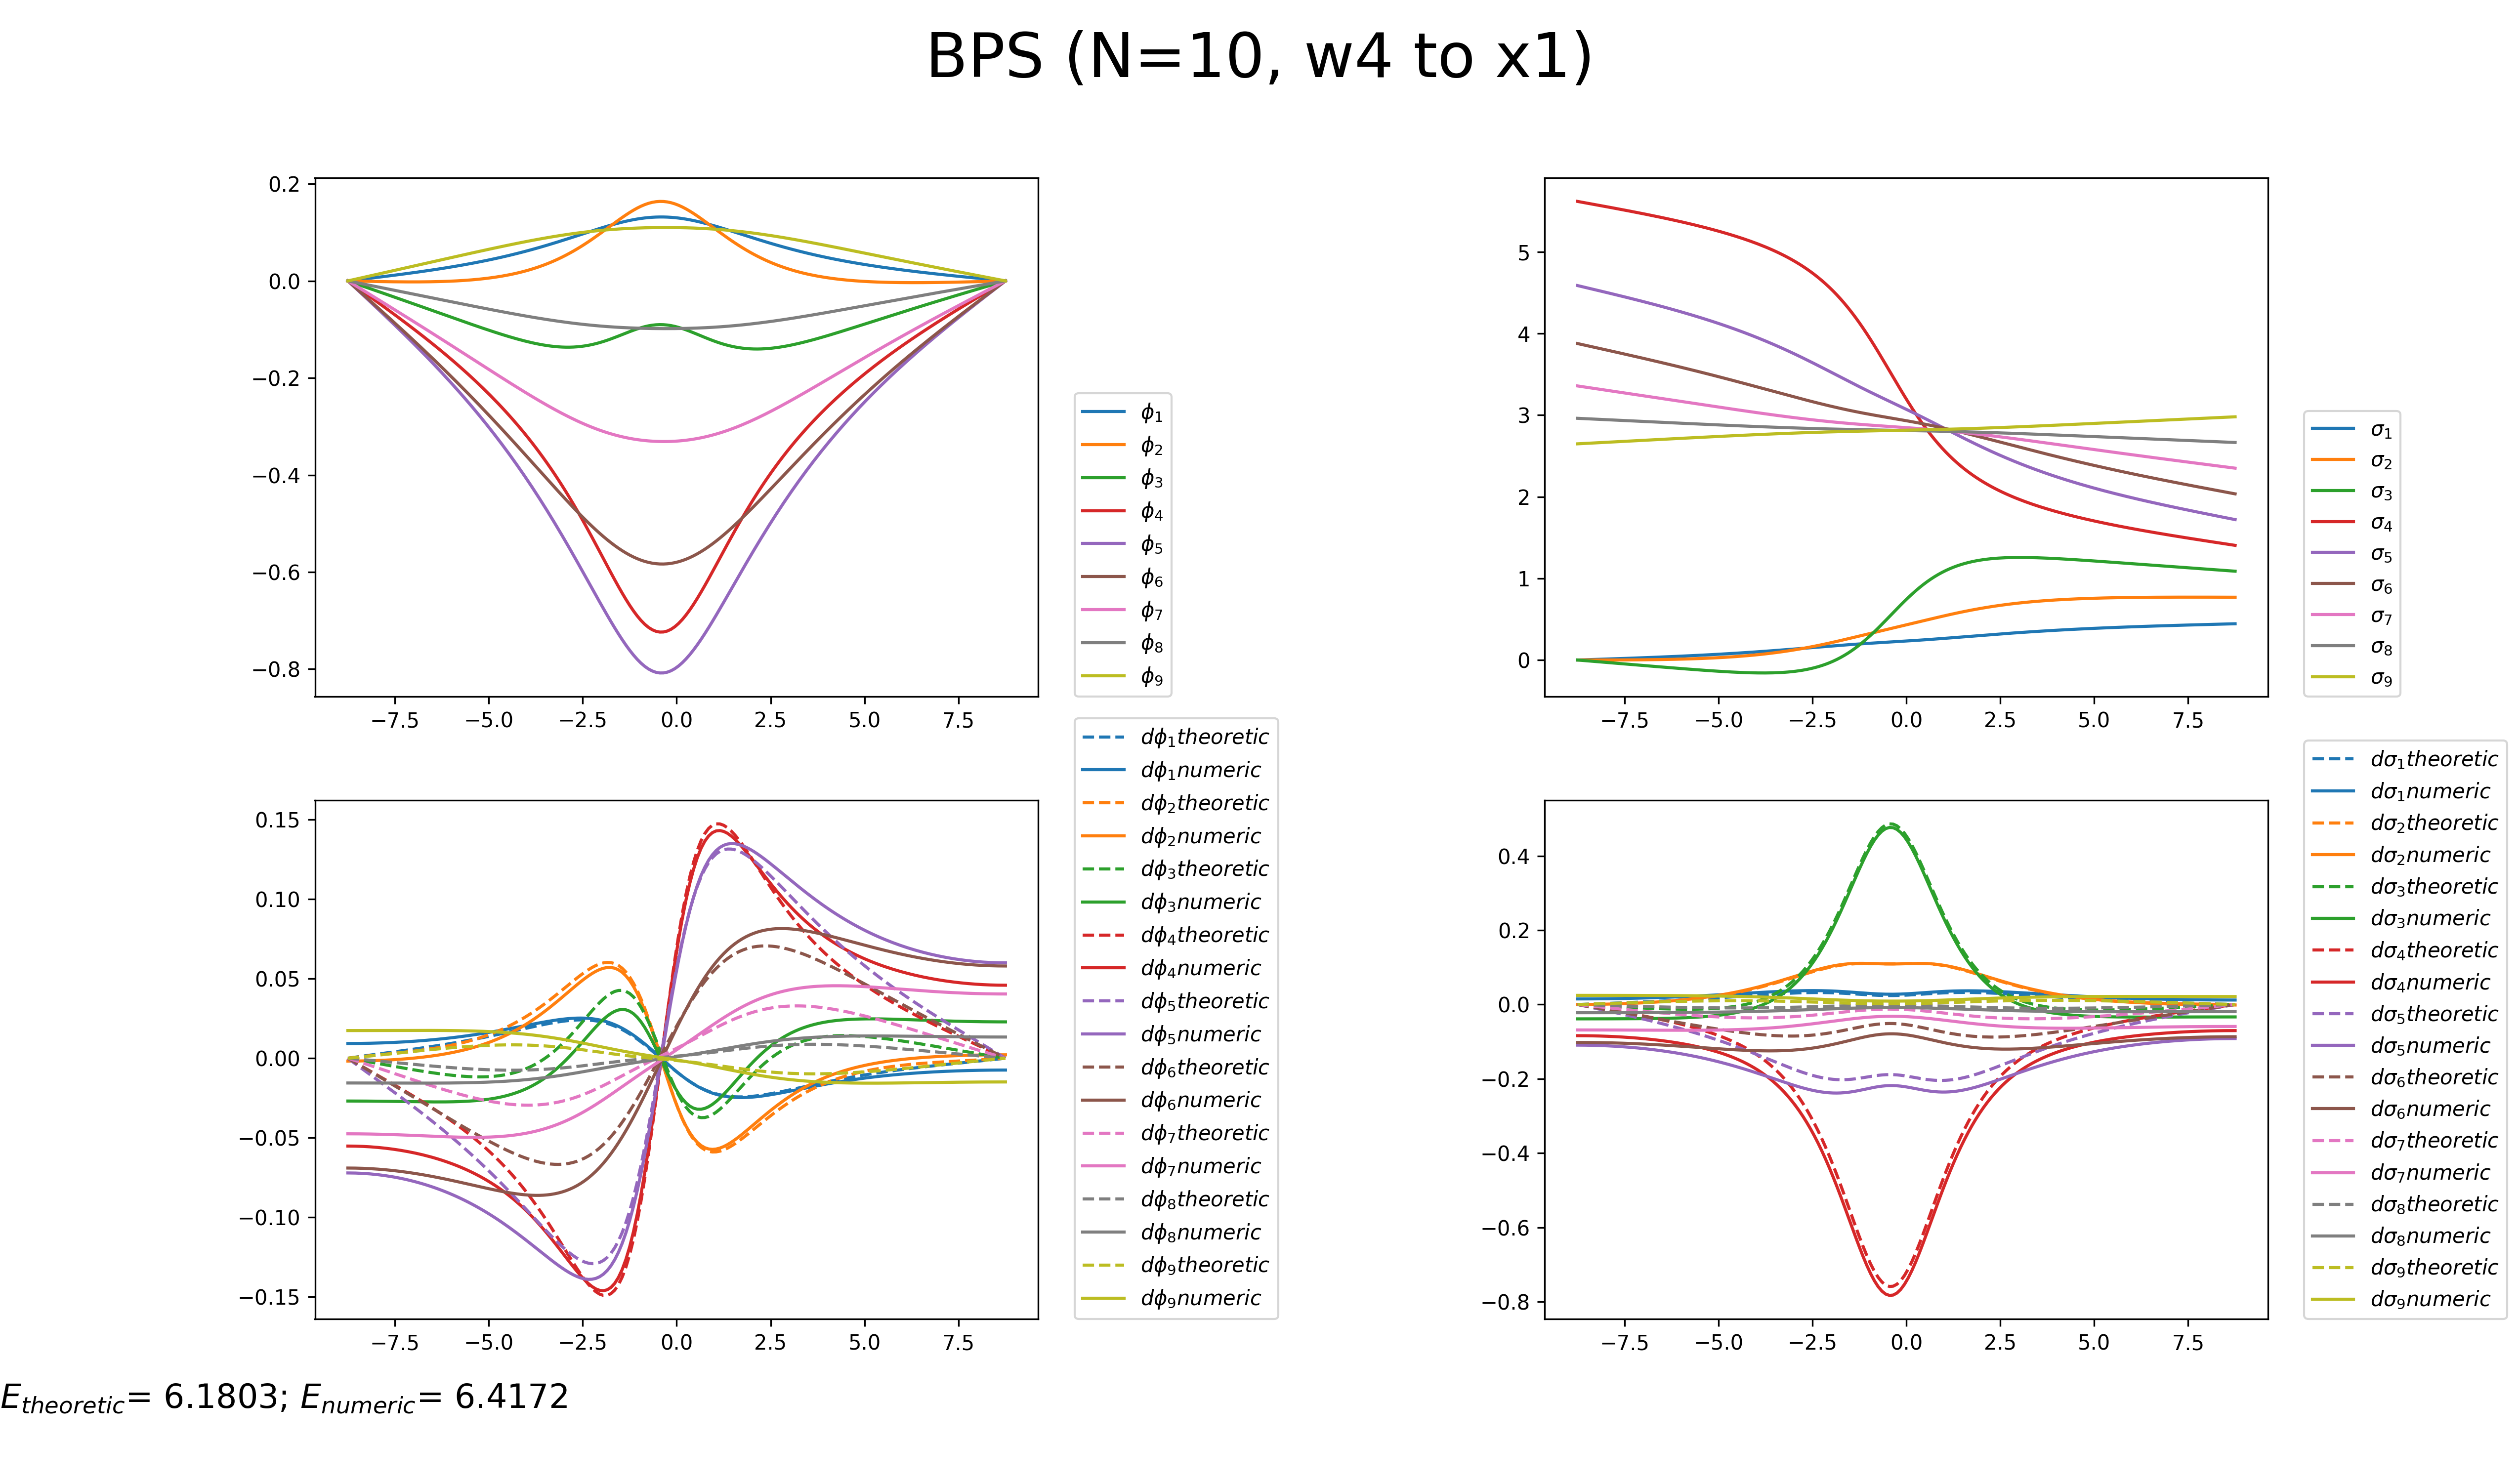 BPS (N=10, w4 to x1)
0.2
0.0
−0.2
−0.4
−0.6
−0.8
−7.5 −5.0 −2.5 0.0 2.5 5.0 7.5
ϕ1
ϕ2
ϕ3
ϕ4
ϕ5
ϕ6
ϕ7
ϕ8
ϕ9
5
4
3
2
1
0
−7.5 −5.0 −2.5 0.0 2.5 5.0 7.5
σ1
σ2
σ3
σ4
σ5
σ6
σ7
σ8
σ9
0.15
0.10
0.05
0.00
−0.05
−0.10
−0.15
−7.5 −5.0 −2.5 0.0 2.5 5.0 7.5
dϕ1theoretic
dϕ1numeric
dϕ2theoretic
dϕ2numeric
dϕ3theoretic
dϕ3numeric
dϕ4theoretic
dϕ4numeric
dϕ5theoretic
dϕ5numeric
dϕ6theoretic
dϕ6numeric
dϕ7theoretic
dϕ7numeric
dϕ8theoretic
dϕ8numeric
dϕ9theoretic
dϕ9numeric
0.4
0.2
0.0
−0.2
−0.4
−0.6
−0.8
−7.5 −5.0 −2.5 0.0 2.5 5.0 7.5
dσ1theoretic
dσ1numeric
dσ2theoretic
dσ2numeric
dσ3theoretic
dσ3numeric
dσ4theoretic
dσ4numeric
dσ5theoretic
dσ5numeric
dσ6theoretic
dσ6numeric
dσ7theoretic
dσ7numeric
dσ8theoretic
dσ8numeric
dσ9theoretic
dσ9numeric
Etheoretic= 6.1803; Enumeric= 6.4172